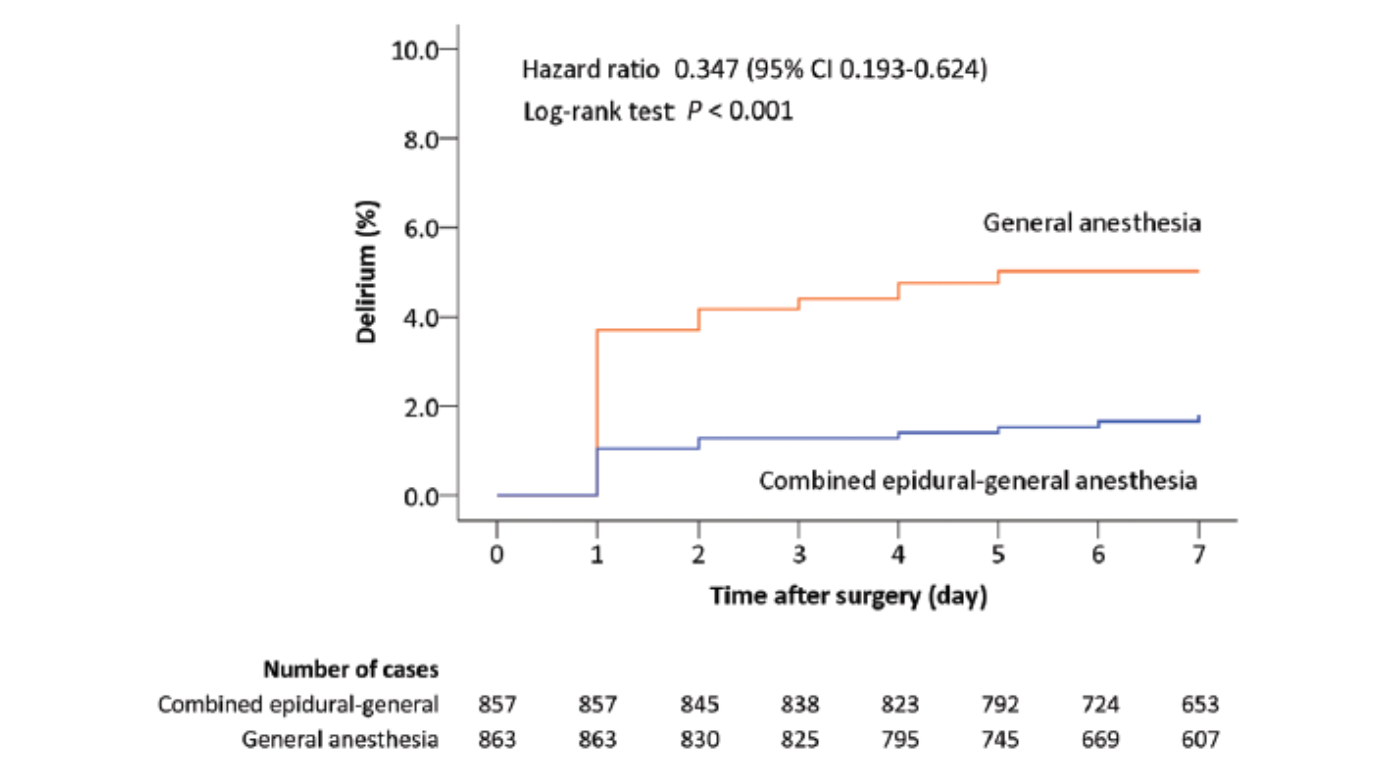 10.0
Hazard ratio 0.347 (95% CI 0.193-0.624)
Log-rank test P < 0.001
8.0
Delirium (%)
6.0
General anesthesia
4.0
2.0
Combined epidural-general anesthesia
0.0
0 1 2 3 4 5 6 7
Time after surgery (day)
Number of cases
Combined epidural-general 857 857 845 838 823 792 724 653
General anesthesia 863 863 830 825 795 745 669 607